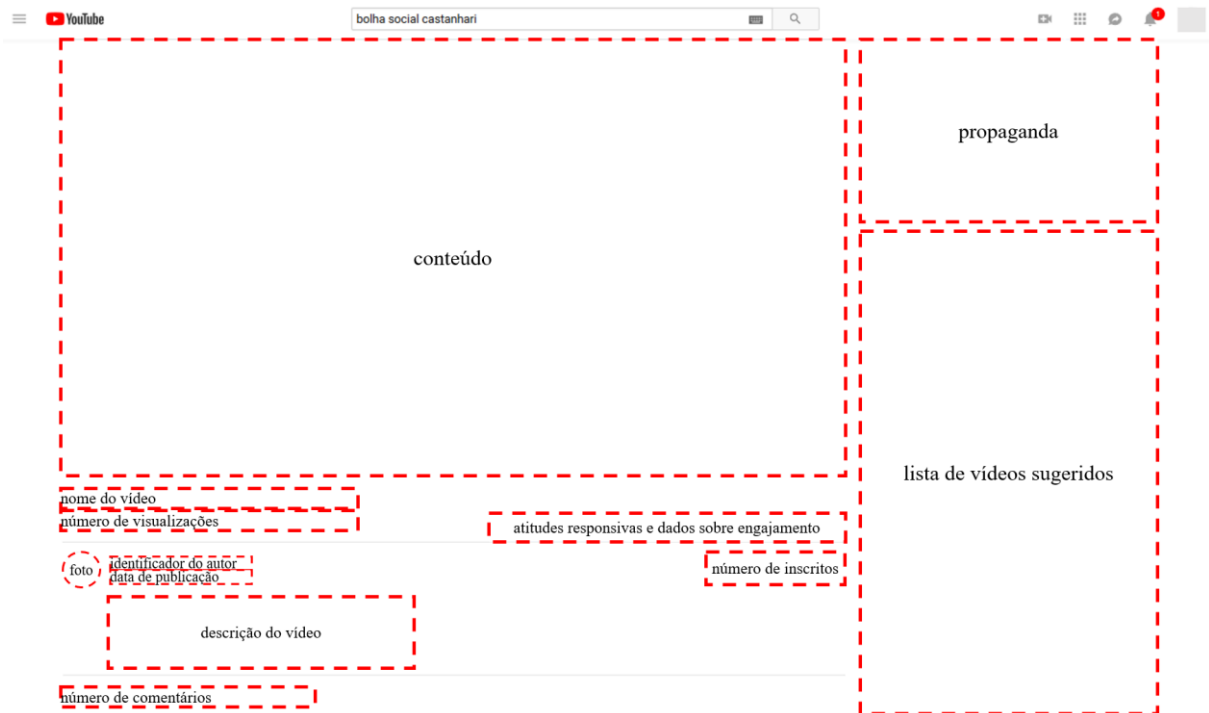 YouTube
bolha social castanhari
1
conteúdo
propaganda
lista de vídeos sugeridos
nome do vídeo
número de visualizações
atitudes responsivas e dados sobre engajamento
foto
identificador do autor
data de publicação
número de inscritos
descrição do vídeo
número de comentários